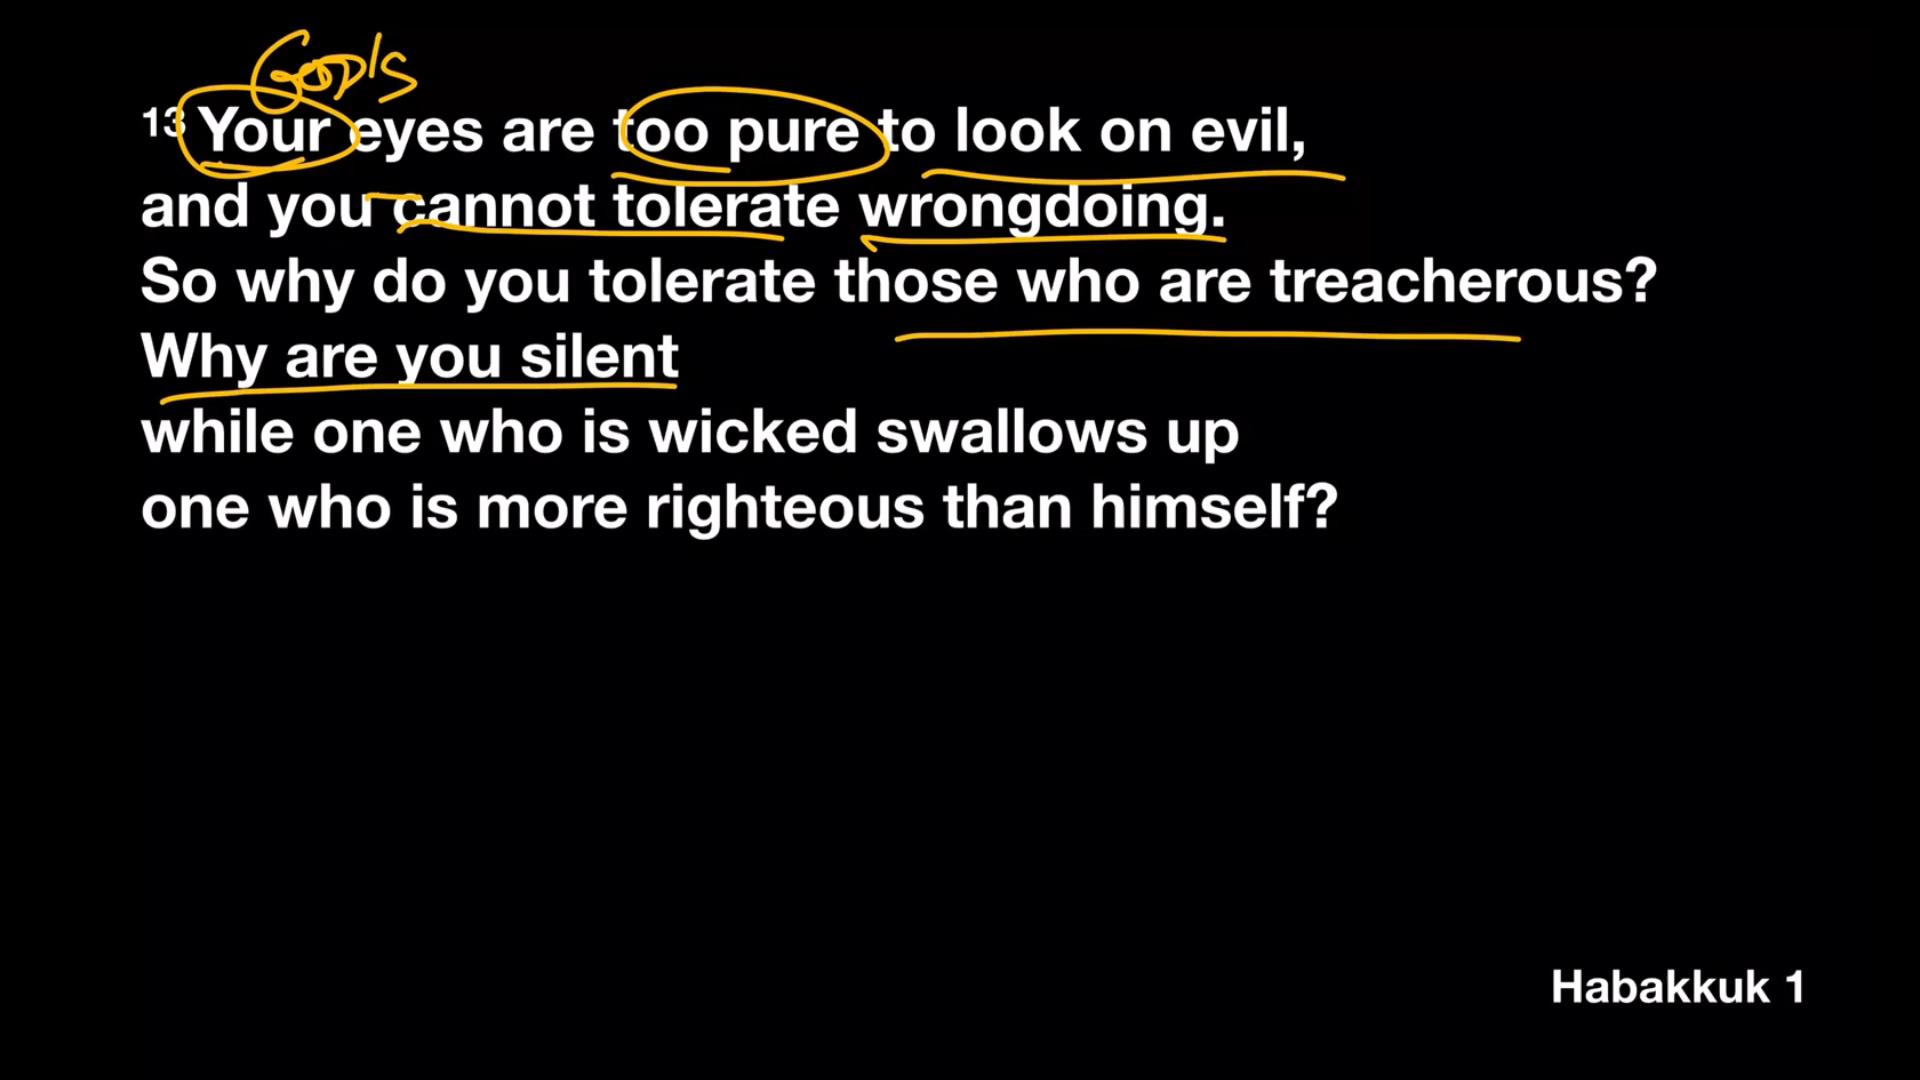 God's
13 Your eyes are too pure to look on evil,
and you cannot tolerate wrongdoing.
So why do you tolerate those who are treacherous?
Why are you silent
while one who is wicked swallows up
one who is more righteous than himself?
Habakkuk 1